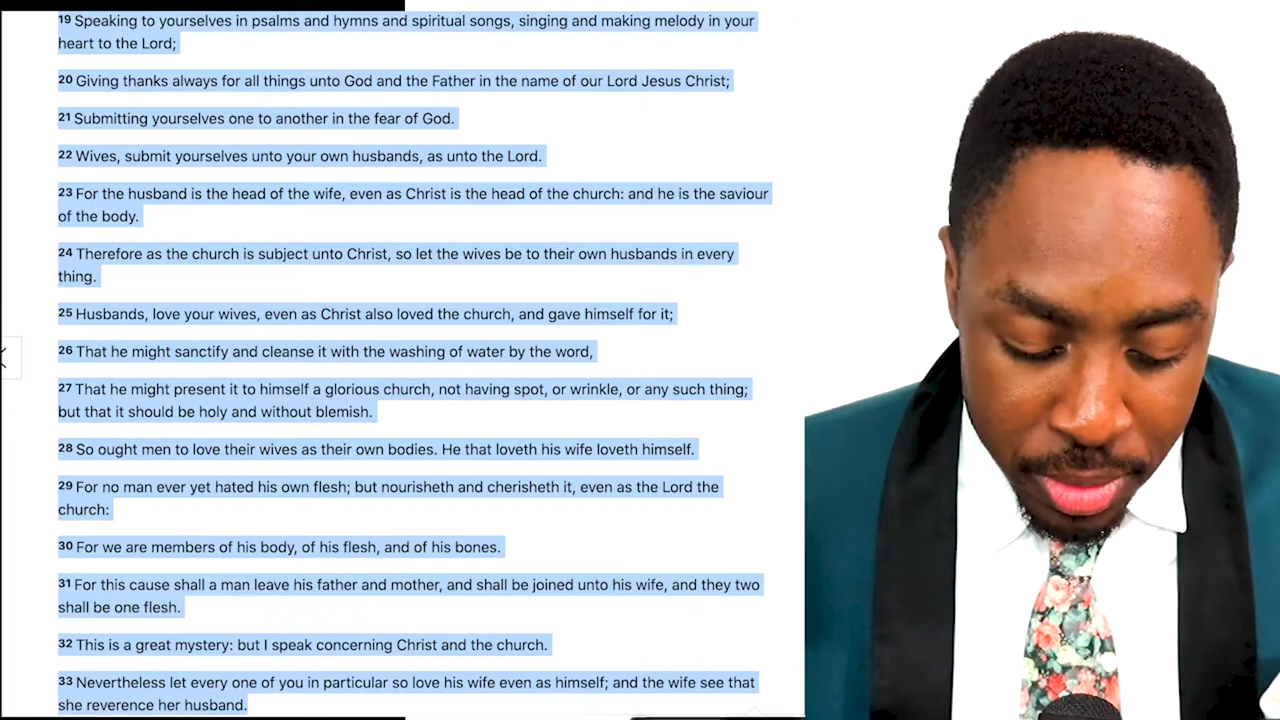 19 Speaking to yourselves in psalms and hymns and spiritual songs, singing and making melody in your
heart to the Lord;
20 Giving thanks always for all things unto God and the Father in the name of our Lord Jesus Christ;
21 Submitting yourselves one to another in the fear of God.
22 Wives, submit yourselves unto your own husbands, as unto the Lord.
23 For the husband is the head of the wife, even as Christ is the head of the church: and he is the saviour
of the body.
24 Therefore as the church is subject unto Christ, so let the wives be to their own husbands in every
thing.
25 Husbands, love your wives, even as Christ also loved the church, and gave himself for it;
26 That he might sanctify and cleanse it with the washing of water by the word,
27 That he might present it to himself a glorious church, not having spot, or wrinkle, or any such thing;
but that it should be holy and without blemish.
28 So ought men to love their wives as their own bodies. He that loveth his wife loveth himself.
29 For no man ever yet hated his own flesh; but nourisheth and cherisheth it, even as the Lord the
church:
30 For we are members of his body, of his flesh, and of his bones.
31 For this cause shall a man leave his father and mother, and shall be joined unto his wife, and they two
shall be one flesh.
32 This is a great mystery: but I speak concerning Christ and the church.
33 Nevertheless let every one of you in particular so love his wife even as himself; and the wife see that
she reverence her husband.